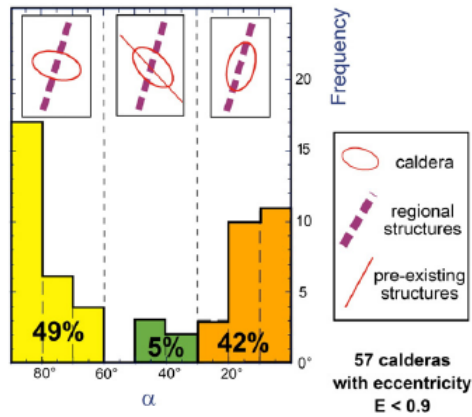 Frequency
20
15
10
5
0°
49%
5%
42%
80°
60°
40°
20°
α
caldera
regional
structures
pre-existing
structures
57 calderas
with eccentricity
E < 0.9